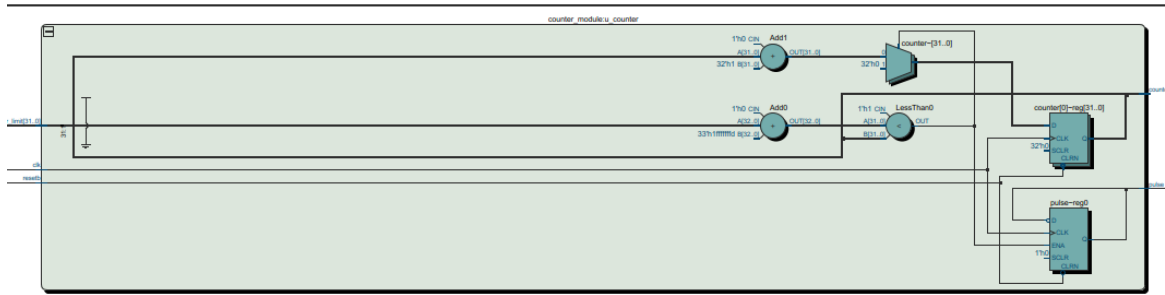 counter_module:u_counter
1'h0 CIN
Add1
A[31..0]
OUT[31..0]
32'h1 B[31..0]
+
counter~[31..0]
0
32'h0 1
limit[31..0]
31:0
1'h0 CIN
Add0
A[32..0]
OUT[32..0]
33'h1fffffffd B[32..0]
+
1'h1 CIN
LessThan0
A[31..0]
OUT
B[31..0]
<
counter[0]~reg[31..0]
D
CLK
Q
32'h0
SCLR
CLRN
clk
resetb
pulse
pulse~reg0
D
CLK
Q
ENA
1'h0
SCLR
CLRN